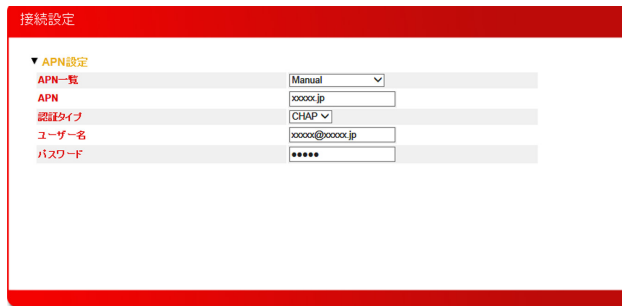 接続設定
▼ APN設定
APN一覧 Manual
APN xxxxx.jp
認証タイプ CHAP
ユーザー名 xxxxx@xxxxx.jp
パスワード •••••